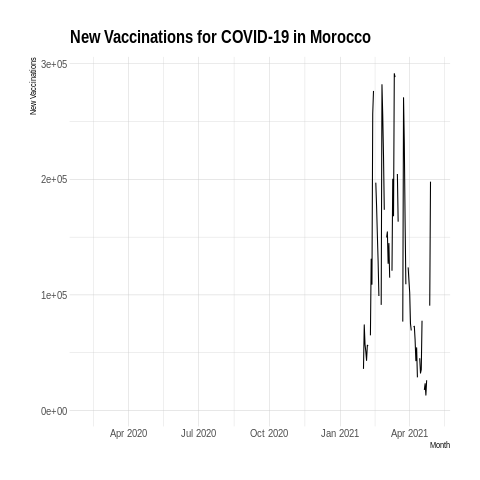 New Vaccinations for COVID-19 in Morocco
New Vaccinations
3e+05
2e+05
1e+05
0e+00
Apr 2020 Jul 2020 Oct 2020 Jan 2021 Apr 2021
Month